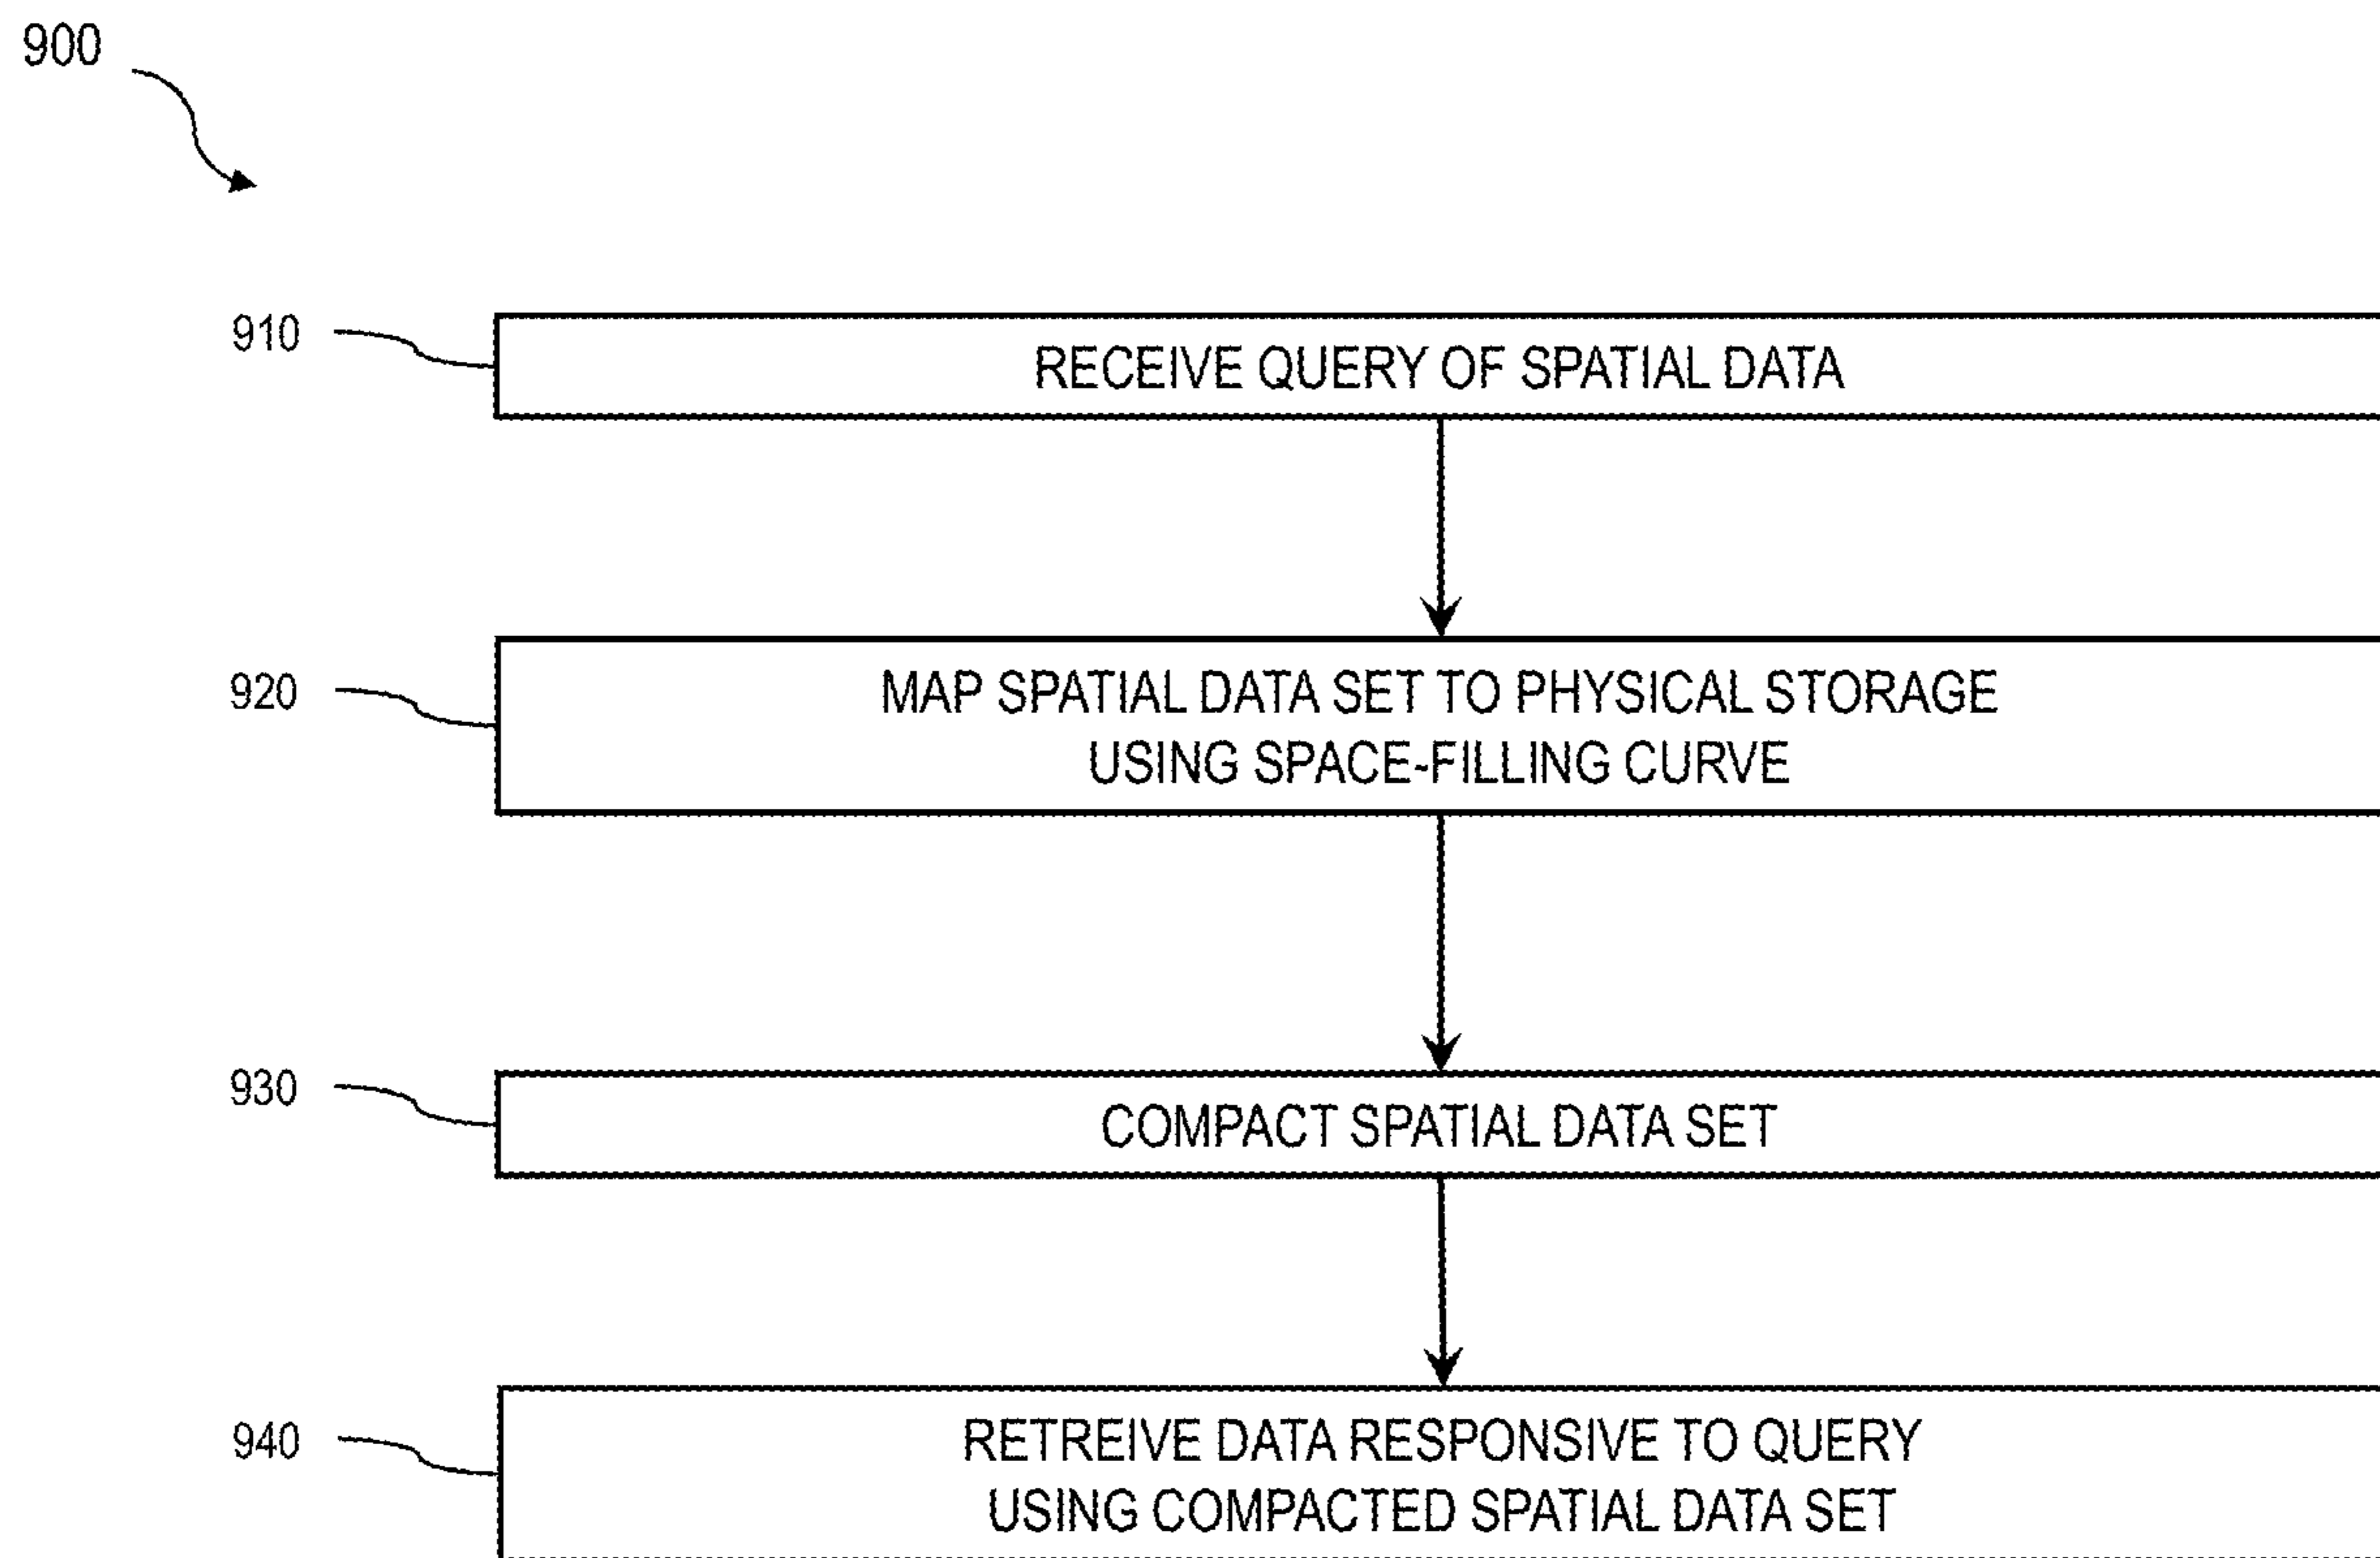 900
910
RECEIVE QUERY OF SPATIAL DATA
920
MAP SPATIAL DATA SET TO PHYSICAL STORAGE
USING SPACE-FILLING CURVE
930
COMPACT SPATIAL DATA SET
940
RETREIVE DATA RESPONSIVE TO QUERY
USING COMPACTED SPATIAL DATA SET